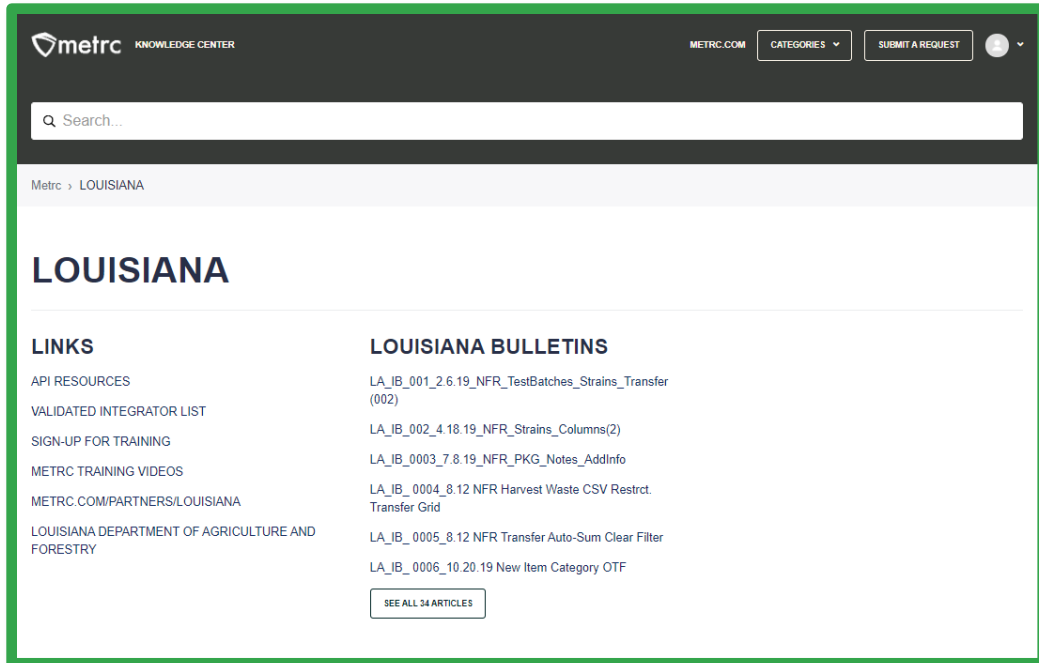 metrc KNOWLEDGE CENTER
METRC.COM
CATEGORIES
SUBMIT A REQUEST
Search...
Metrc › LOUISIANA
LOUISIANA
LINKS
API RESOURCES
VALIDATED INTEGRATOR LIST
SIGN-UP FOR TRAINING
METRC TRAINING VIDEOS
METRC.COM/PARTNERS/LOUISIANA
LOUISIANA DEPARTMENT OF AGRICULTURE AND
FORESTRY
LOUISIANA BULLETINS
LA_IB_001_2.6.19_NFR_TestBatches_Strains_Transfer
(002)
LA_IB_002_4.18.19_NFR_Strains_Columns(2)
LA_IB_0003_7.8.19_NFR_PKG_Notes_AddInfo
LA_IB_ 0004_8.12 NFR Harvest Waste CSV Restrct.
Transfer Grid
LA_IB_ 0005_8.12 NFR Transfer Auto-Sum Clear Filter
LA_IB_ 0006_10.20.19 New Item Category OTF
SEE ALL 34 ARTICLES